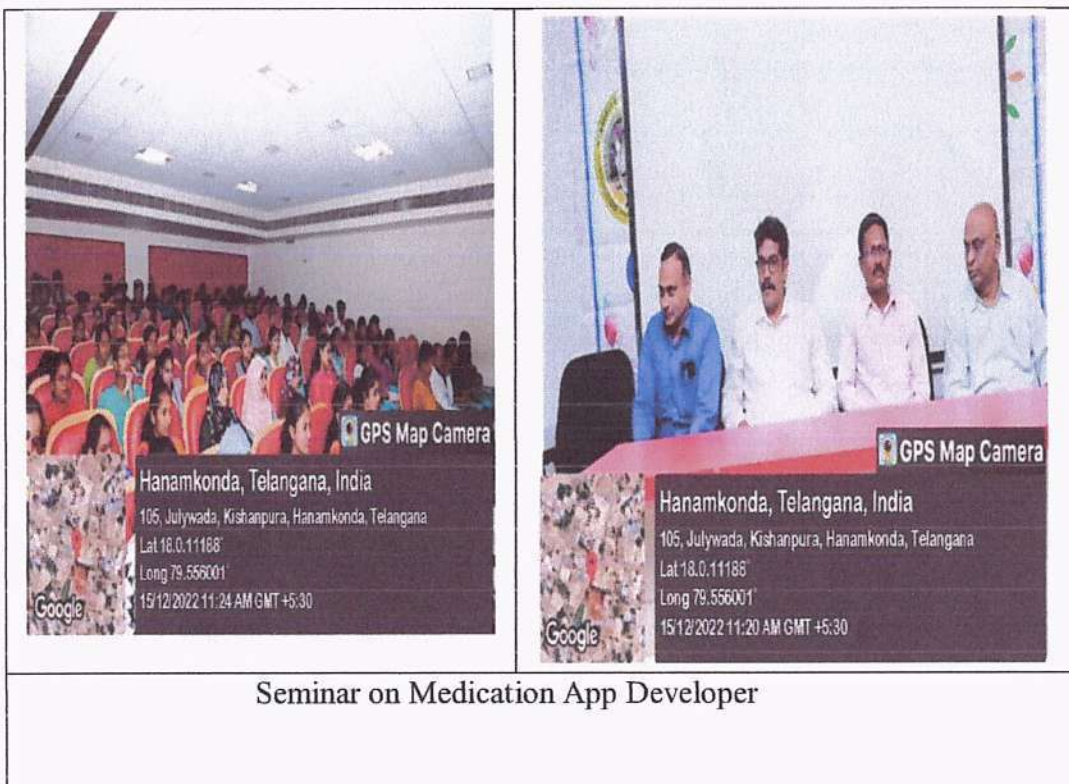 GPS Map Camera
Hanamkonda, Telangana, India
105, Julywada, Kishanpura, Hanamkonda, Telangana
Lat 18.0.11188°
Long 79.556001°
15/12/2022 11:24 AM GMT +5:30
Google
GPS Map Camera
Hanamkonda, Telangana, India
105, Julywada, Kishanpura, Hanamkonda, Telangana
Lat 18.0.11188°
Long 79.556001°
15/12/2022 11:20 AM GMT +5:30
Google
Seminar on Medication App Developer